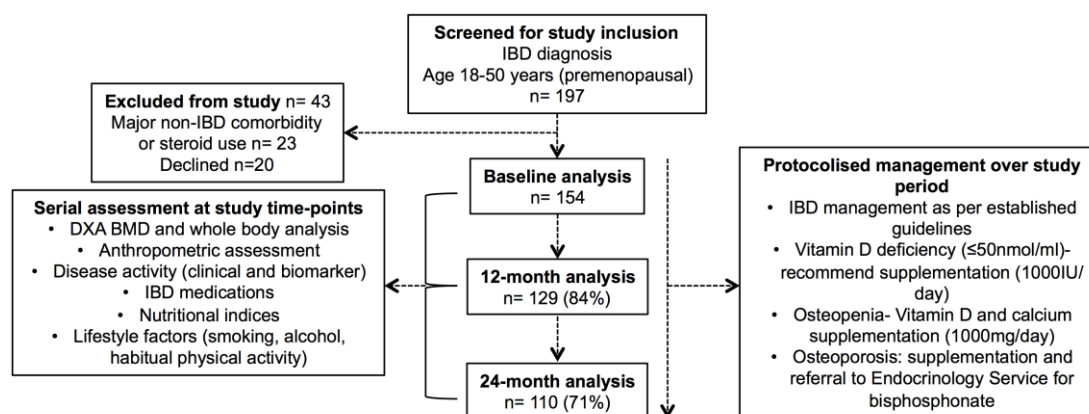 Screened for study inclusion
IBD diagnosis
Age 18-50 years (premenopausal)
n= 197
Excluded from study n= 43
Major non-IBD comorbidity
or steroid use n= 23
Declined n=20
Baseline analysis
n= 154
Serial assessment at study time-points
• DXA BMD and whole body analysis
• Anthropometric assessment
• Disease activity (clinical and biomarker)
• IBD medications
• Nutritional indices
• Lifestyle factors (smoking, alcohol,
habitual physical activity)
12-month analysis
n= 129 (84%)
24-month analysis
n= 110 (71%)
Protocolised management over study
period
• IBD management as per established
guidelines
• Vitamin D deficiency (≤50nmol/ml)-
recommend supplementation (1000IU/
day)
• Osteopenia- Vitamin D and calcium
supplementation (1000mg/day)
• Osteoporosis: supplementation and
referral to Endocrinology Service for
bisphosphonate